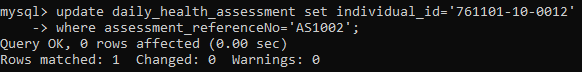 mysql> update daily_health_assessment set individual_id='761101-10-0012'
    -> where assessment_referenceNo='AS1002';
Query OK, 0 rows affected (0.00 sec)
Rows matched: 1  Changed: 0  Warnings: 0